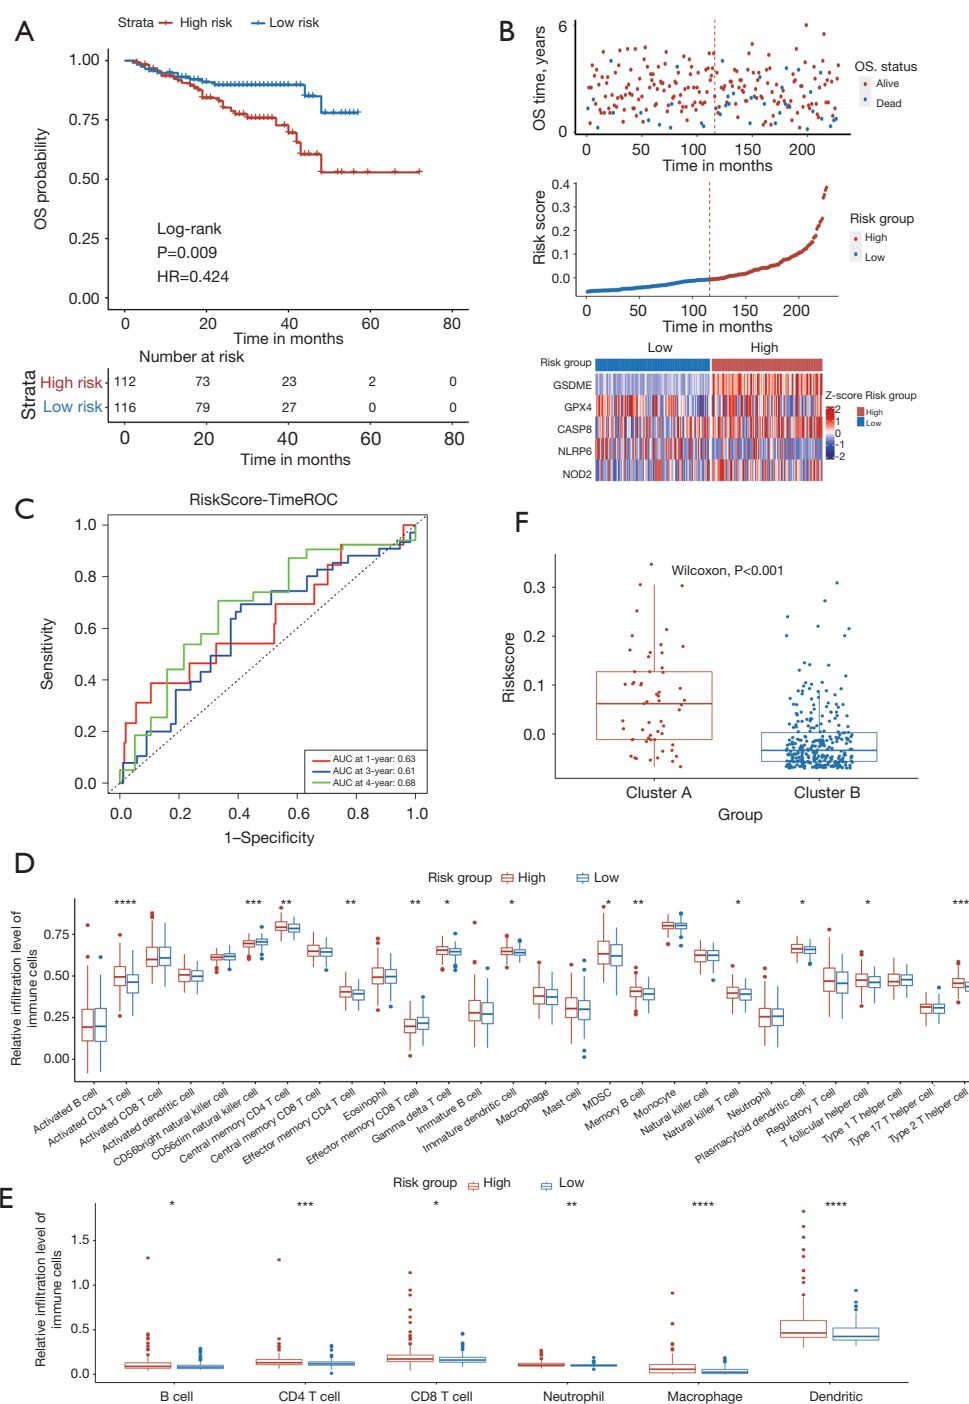 A
Strata High risk Low risk
1.00
0.75
0.50
0.25
0.00
OS probability
Log-rank
P=0.009
HR=0.424
0 20 40 60 80
Time in months
Number at risk
Strata
High risk 112 73 23 2 0
Low risk 116 79 27 0 0
0 20 40 60 80
Time in months
B
6
3
0
OS time, years
OS. status
Alive
Dead
0 50 100 150 200
Time in months
0.4
0.3
0.2
0.1
0.0
Risk score
Risk group
High
Low
0 50 100 150 200
Time in months
Low High
Risk group
GSDME
GPX4
CASP8
NLRP6
NOD2
Z-score Risk group
2
1
0
-1
-2
High
Low
C
RiskScore-TimeROC
1.0
0.8
0.6
0.4
0.2
0.0
Sensitivity
AUC at 1-year: 0.63
AUC at 3-year: 0.61
AUC at 4-year: 0.68
0.0 0.2 0.4 0.6 0.8 1.0
1–Specificity
F
Wilcoxon, P<0.001
0.3
0.1
0.0
Riskscore
Cluster A Cluster B
Group
D
Risk group High Low
**** *** ** ** ** * * * ** * * * ***
0.75
0.50
0.25
0.00
Relative infiltration level of
immune cells
Activated B cell
Activated CD4 T cell
Activated CD8 T cell
Activated dendritic cell
CD56bright natural killer cell
CD56dim natural killer cell
Central memory CD4 T cell
Central memory CD8 T cell
Effector memory CD4 T cell
Eosinophil
Effector memory CD8 T cell
Gamma delta T cell
Immature B cell
Immature dendritic cell
Macrophage
Mast cell
MDSC
Memory B cell
Monocyte
Natural killer cell
Natural killer T cell
Neutrophil
Plasmacytoid dendritic cell
Regulatory T cell
T follicular helper cell
Type 1 T helper cell
Type 17 T helper cell
Type 2 T helper cell
E
Risk group High Low
* *** * ** **** ****
1.5
1.0
0.5
0.0
Relative infiltration level of
immune cells
B cell CD4 T cell CD8 T cell Neutrophil Macrophage Dendritic